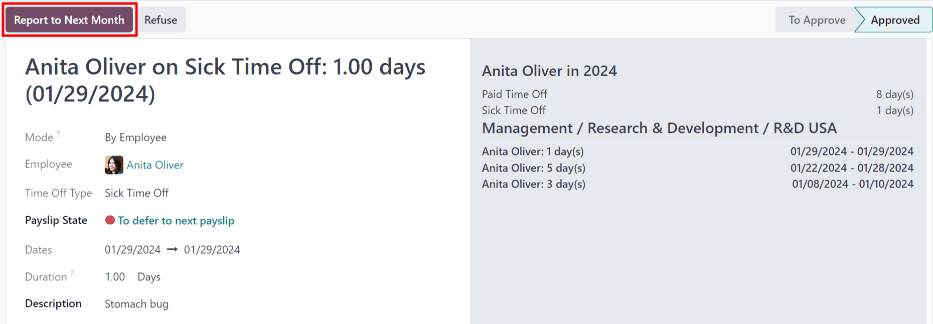 Report to Next Month
Refuse
To Approve
Approved
Anita Oliver on Sick Time Off: 1.00 days
(01/29/2024)
Mode ?
By Employee
Employee
Anita Oliver
Time Off Type
Sick Time Off
Payslip State
To defer to next payslip
Dates
01/29/2024 → 01/29/2024
Duration ?
1.00 Days
Description
Stomach bug
Anita Oliver in 2024
Paid Time Off 8 day(s)
Sick Time Off 1 day(s)
Management / Research & Development / R&D USA
Anita Oliver: 1 day(s) 01/29/2024 - 01/29/2024
Anita Oliver: 5 day(s) 01/22/2024 - 01/28/2024
Anita Oliver: 3 day(s) 01/08/2024 - 01/10/2024